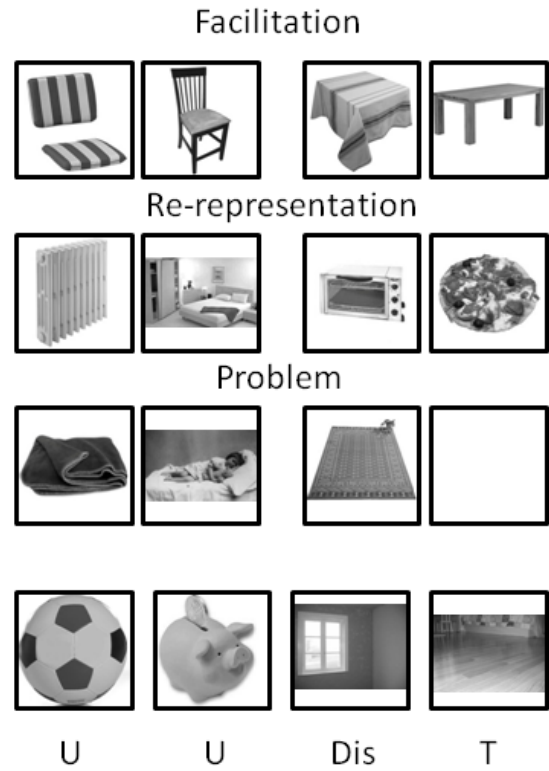 Facilitation
Re-representation
Problem
U U Dis T